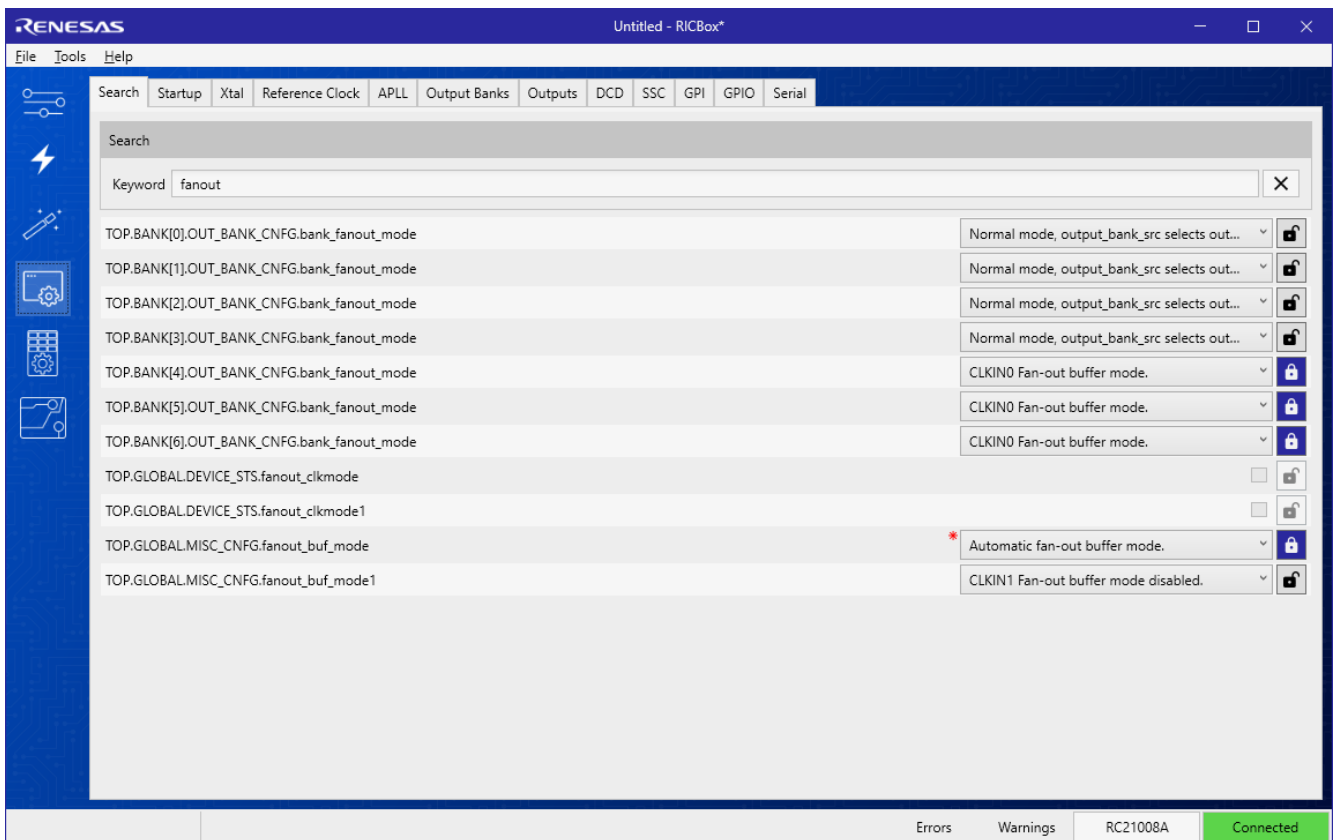 RENESAS
Untitled - RICBox*
File Tools Help
Search Startup Xtal Reference Clock APLL Output Banks Outputs DCD SSC GPI GPIO Serial
Search
Keyword fanout
TOP.BANK[0].OUT_BANK_CNFG.bank_fanout_mode Normal mode, output_bank_src selects out...
TOP.BANK[1].OUT_BANK_CNFG.bank_fanout_mode Normal mode, output_bank_src selects out...
TOP.BANK[2].OUT_BANK_CNFG.bank_fanout_mode Normal mode, output_bank_src selects out...
TOP.BANK[3].OUT_BANK_CNFG.bank_fanout_mode Normal mode, output_bank_src selects out...
TOP.BANK[4].OUT_BANK_CNFG.bank_fanout_mode CLKIN0 Fan-out buffer mode.
TOP.BANK[5].OUT_BANK_CNFG.bank_fanout_mode CLKIN0 Fan-out buffer mode.
TOP.BANK[6].OUT_BANK_CNFG.bank_fanout_mode CLKIN0 Fan-out buffer mode.
TOP.GLOBAL.DEVICE_STS.fanout_clkmode
TOP.GLOBAL.DEVICE_STS.fanout_clkmode1
TOP.GLOBAL.MISC_CNFG.fanout_buf_mode * Automatic fan-out buffer mode.
TOP.GLOBAL.MISC_CNFG.fanout_buf_mode1 CLKIN1 Fan-out buffer mode disabled.
Errors Warnings RC21008A Connected